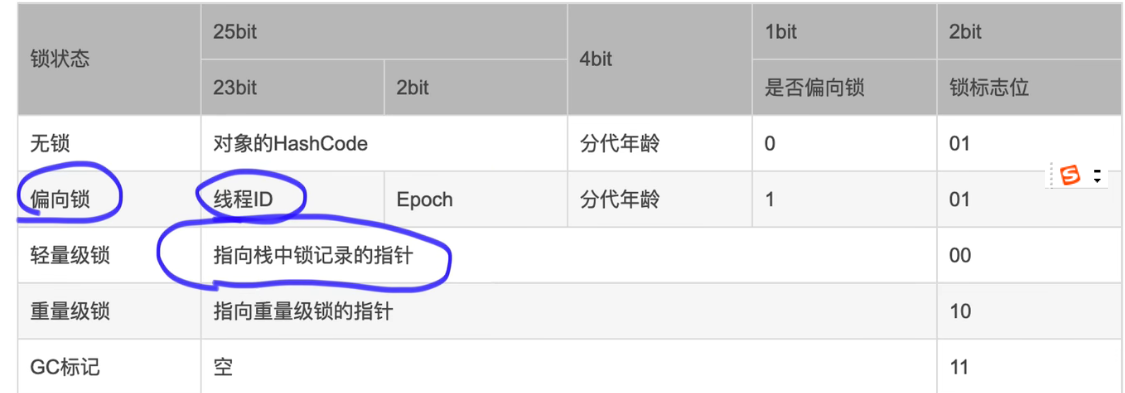 锁状态 25bit 4bit 1bit 2bit
23bit 2bit 是否偏向锁 锁标志位
无锁 对象的HashCode 分代年龄 0 01
偏向锁 线程ID Epoch 分代年龄 1 01
轻量级锁 指向栈中锁记录的指针 00
重量级锁 指向重量级锁的指针 10
GC标记 空 11